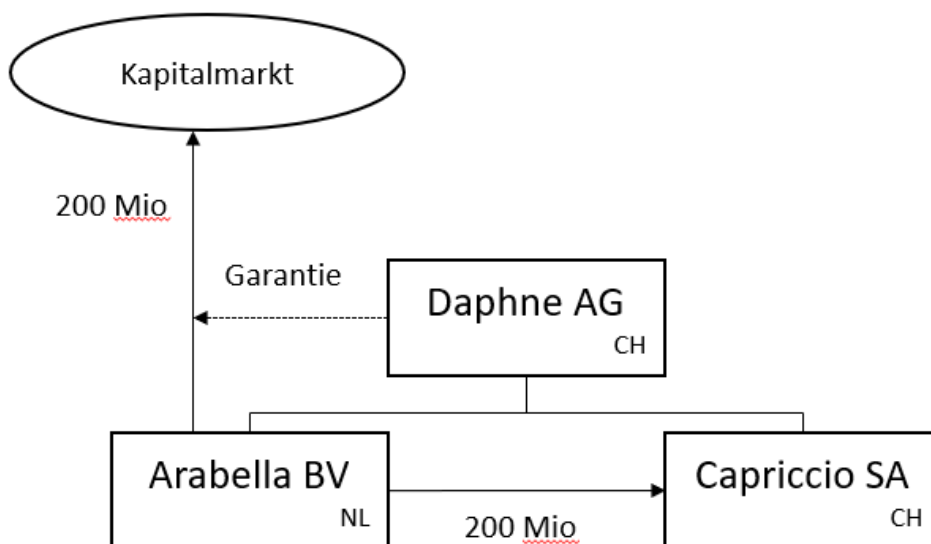 Kapitalmarkt
200 Mio
Garantie
Daphne AG
CH
Arabella BV
NL
200 Mio
Capriccio SA
CH